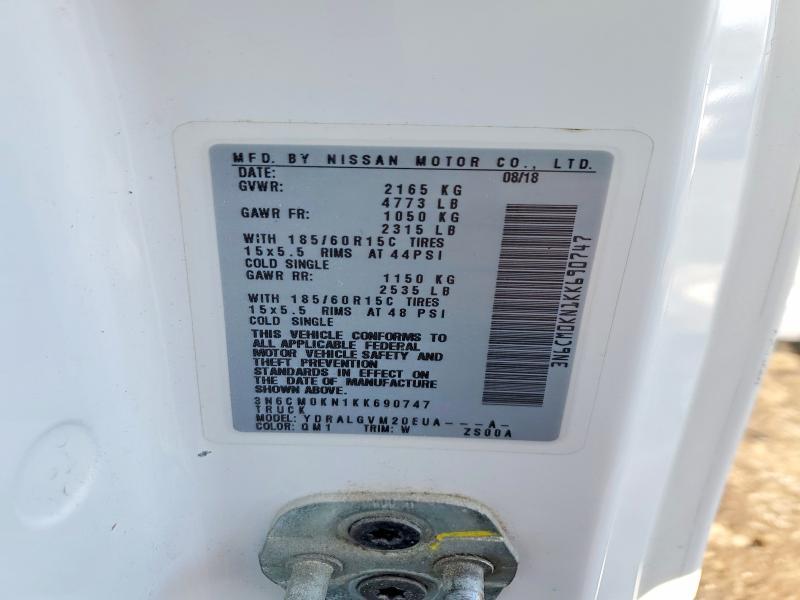 MFD. BY NISSAN MOTOR CO., LTD.
DATE: 08/18
GVWR: 2165 KG
4773 LB
GAWR FR: 1050 KG
2315 LB
WITH 185/60R15C TIRES
15x5.5 RIMS AT 44PSI
COLD SINGLE
GAWR RR: 1150 KG
2535 LB
WITH 185/60R15C TIRES
15x5.5 RIMS AT 48 PSI
COLD SINGLE
THIS VEHICLE CONFORMS TO
ALL APPLICABLE FEDERAL
MOTOR VEHICLE SAFETY AND
THEFT PREVENTION
STANDARDS IN EFFECT ON
THE DATE OF MANUFACTURE
SHOWN ABOVE.
3N6CM0KN1KK690747
TRUCK
MODEL: YDRALGVM20EUA---A-
COLOR: QM1 TRIM: W ZS00A
3N6CM0KN1KK690747